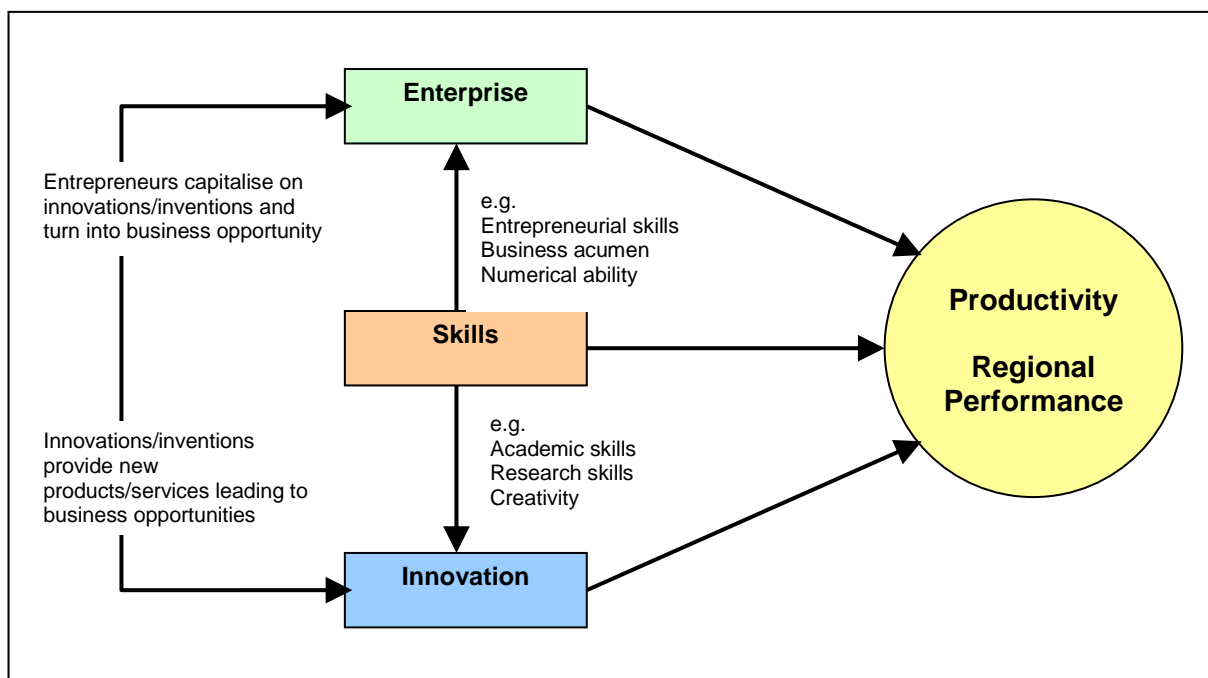 Enterprise
Entrepreneurs capitalise on
innovations/inventions and
turn into business opportunity
e.g.
Entrepreneurial skills
Business acumen
Numerical ability
Skills
Productivity
Regional
Performance
e.g.
Academic skills
Research skills
Creativity
Innovations/inventions
provide new
products/services leading to
business opportunities
Innovation